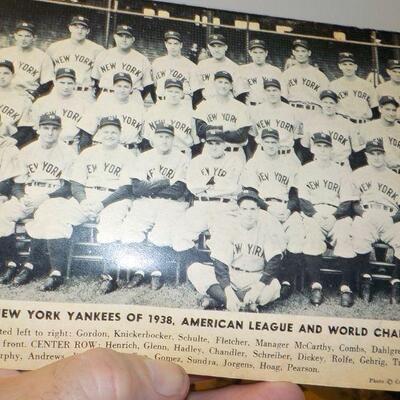 NEW YORK YANKEES OF 1938, AMERICAN LEAGUE AND WORLD CHA
ted left to right: Gordon, Knickerbocker, Schulte, Fletcher, Manager McCarthy, Combs, Dahlgre
front. CENTER ROW: Henrich, Glenn, Hadley, Chandler, Schreiber, Dickey, Rolfe, Gehrig, T
rphy, Andrews, Gomez, Sundra, Jorgens, Hoag, Pearson.
Photo ©